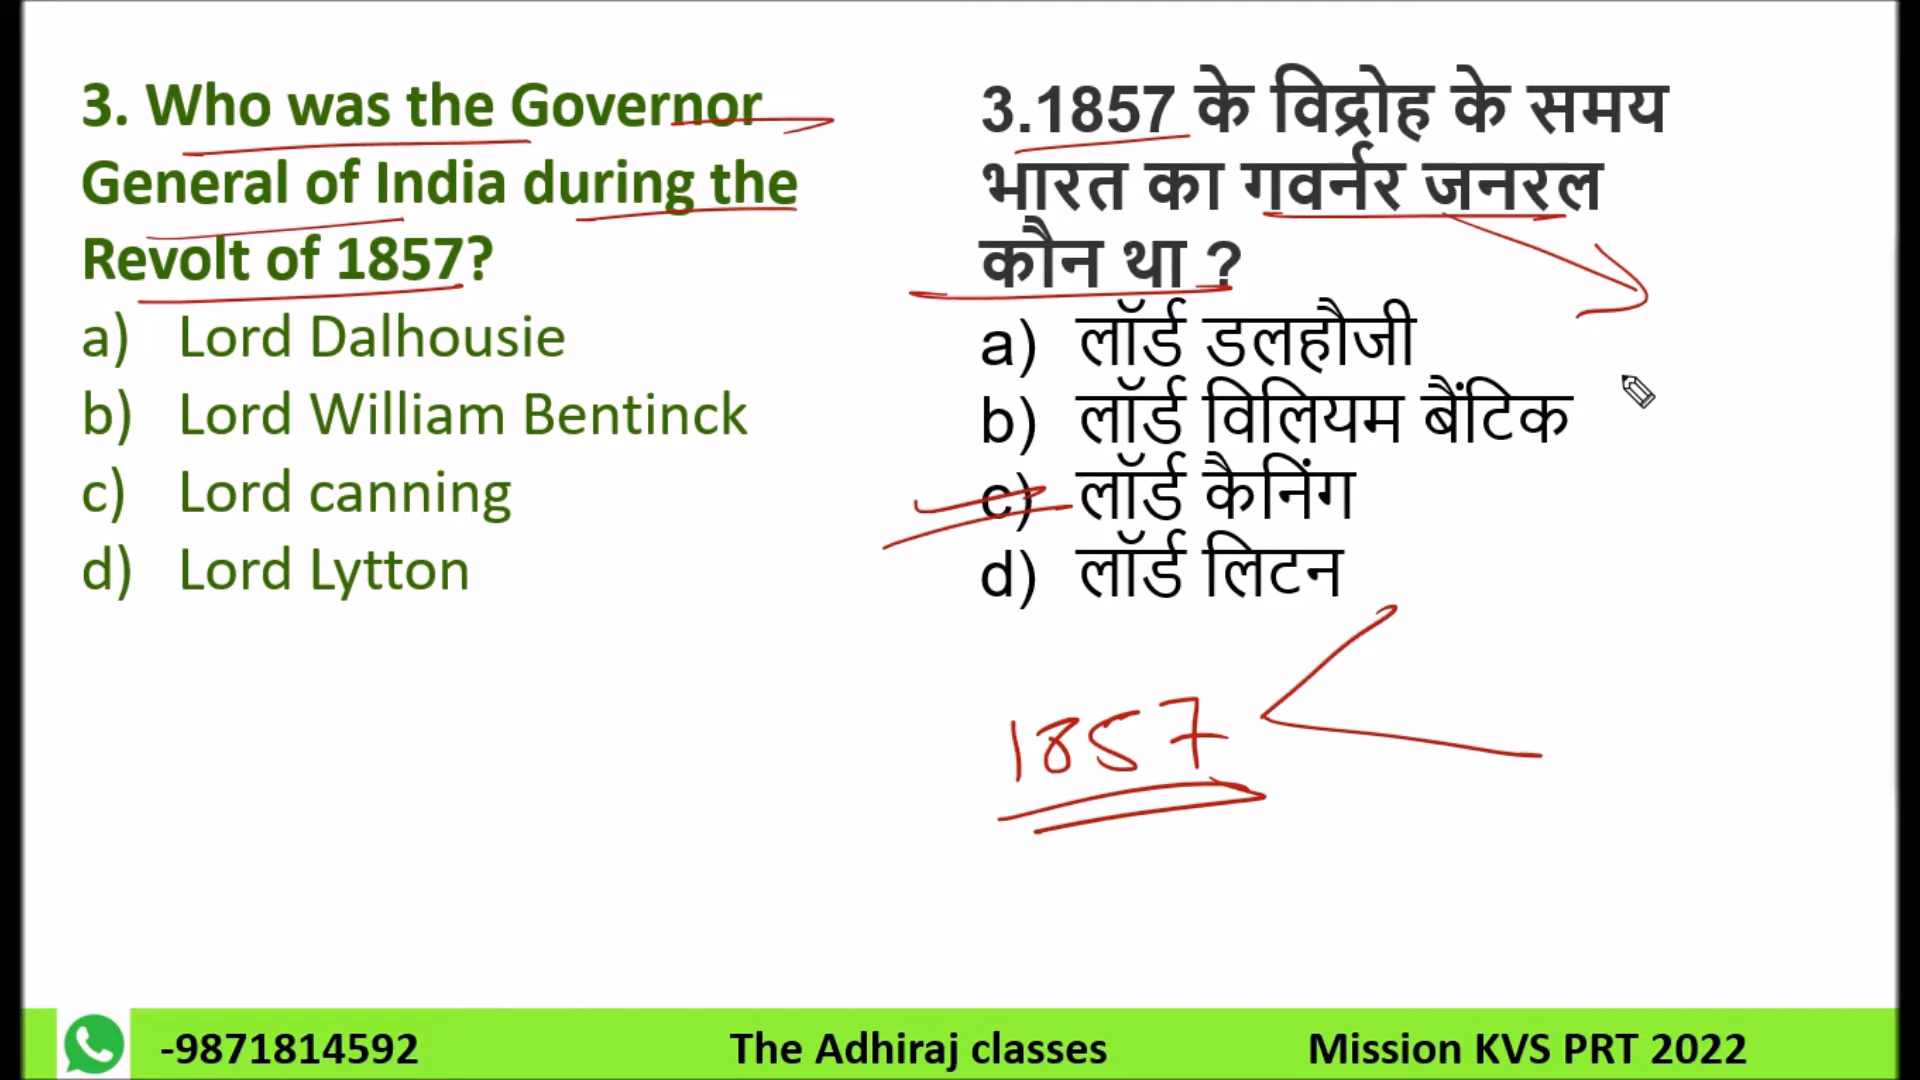 3. Who was the Governor
General of India during the
Revolt of 1857?
a) Lord Dalhousie
b) Lord William Bentinck
c) Lord canning
d) Lord Lytton
3.1857 के विद्रोह के समय
भारत का गवर्नर जनरल
कौन था ?
a) लॉर्ड डलहौजी
b) लॉर्ड विलियम बैंटिक
c) लॉर्ड कैनिंग
d) लॉर्ड लिटन
1857
-9871814592 The Adhiraj classes Mission KVS PRT 2022